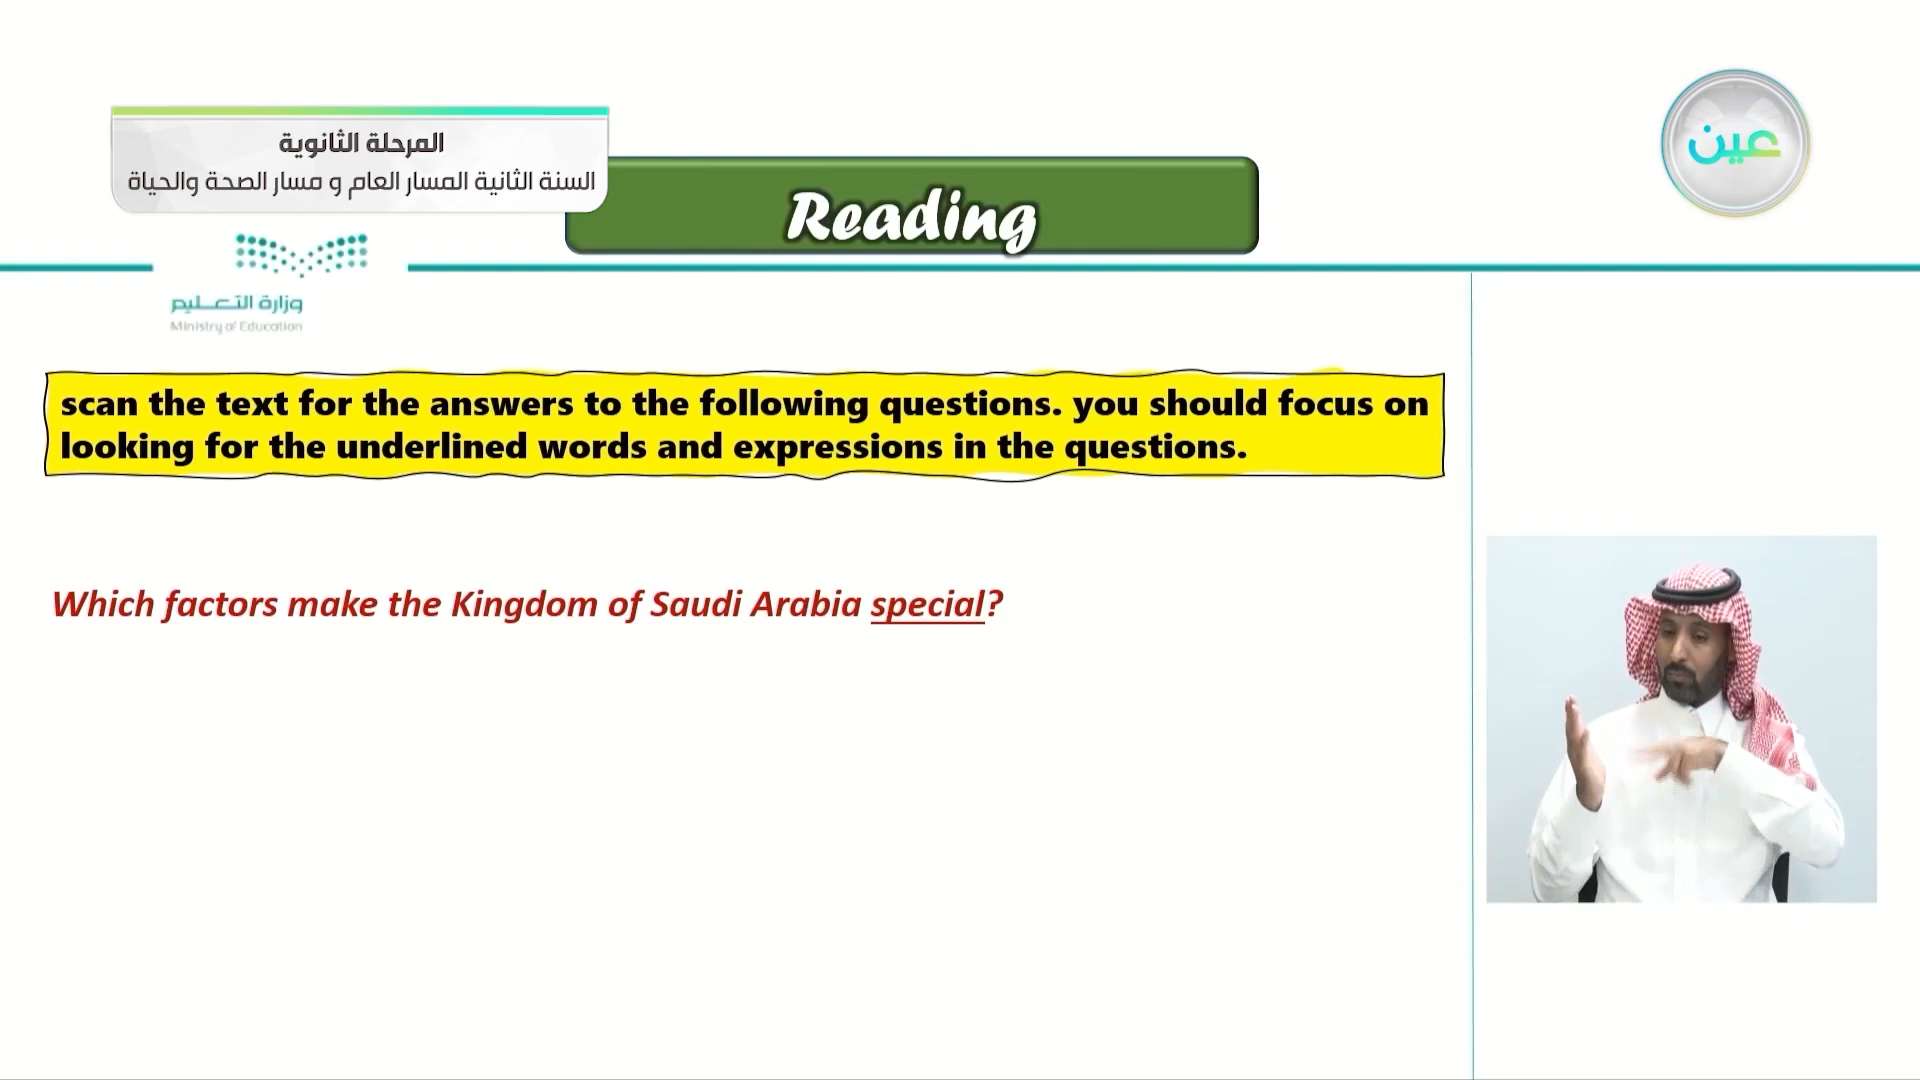 المرحلة الثانوية
السنة الثانية المسار العام و مسار الصحة والحياة
عين
Reading
وزارة التعليم
Ministry of Education
scan the text for the answers to the following questions. you should focus on
looking for the underlined words and expressions in the questions.
Which factors make the Kingdom of Saudi Arabia special?